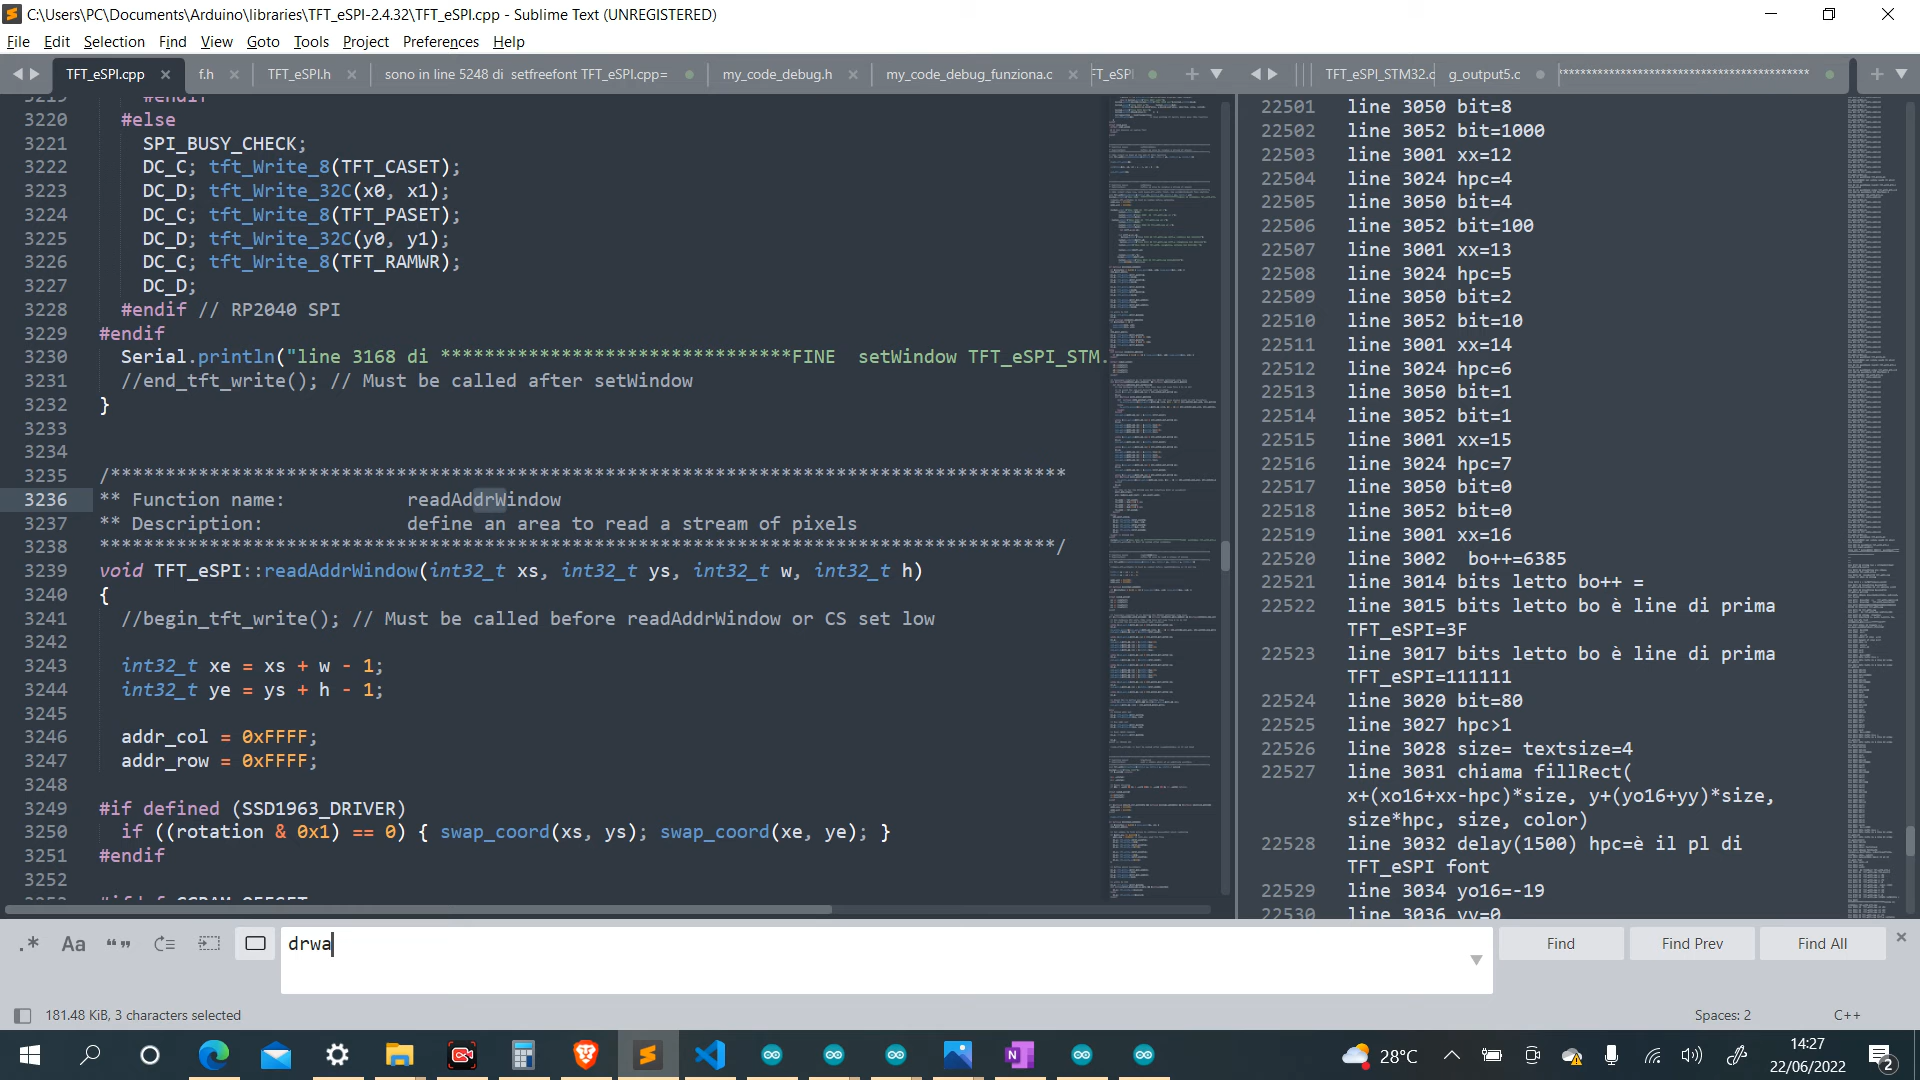 C:\Users\PC\Documents\Arduino\libraries\TFT_eSPI-2.4.32\TFT_eSPI.cpp - Sublime Text (UNREGISTERED)
File Edit Selection Find View Goto Tools Project Preferences Help
TFT_eSPI.cpp f.h TFT_eSPI.h sono in line 5248 di setfreefont TFT_eSPI.cpp= my_code_debug.h my_code_debug_funziona.c TFT_eSPI TFT_eSPI_STM32.c g_output5.c *********************************************
3219 #endif
3220 #else
3221 SPI_BUSY_CHECK;
3222 DC_C; tft_Write_8(TFT_CASET);
3223 DC_D; tft_Write_32C(x0, x1);
3224 DC_C; tft_Write_8(TFT_PASET);
3225 DC_D; tft_Write_32C(y0, y1);
3226 DC_C; tft_Write_8(TFT_RAMWR);
3227 DC_D;
3228 #endif // RP2040 SPI
3229 #endif
3230 Serial.println("line 3168 di ********************************FINE  setWindow TFT_eSPI_STM.
3231 //end_tft_write(); // Must be called after setWindow
3232 }
3233
3234
3235 /***************************************************************************************
3236 ** Function name:           readAddrWindow
3237 ** Description:             define an area to read a stream of pixels
3238 ***************************************************************************************/
3239 void TFT_eSPI::readAddrWindow(int32_t xs, int32_t ys, int32_t w, int32_t h)
3240 {
3241 //begin_tft_write(); // Must be called before readAddrWindow or CS set low
3242
3243 int32_t xe = xs + w - 1;
3244 int32_t ye = ys + h - 1;
3245
3246 addr_col = 0xFFFF;
3247 addr_row = 0xFFFF;
3248
3249 #if defined (SSD1963_DRIVER)
3250 if ((rotation & 0x1) == 0) { swap_coord(xs, ys); swap_coord(xe, ye); }
3251 #endif
3252
22501 line 3050 bit=8
22502 line 3052 bit=1000
22503 line 3001 xx=12
22504 line 3024 hpc=4
22505 line 3050 bit=4
22506 line 3052 bit=100
22507 line 3001 xx=13
22508 line 3024 hpc=5
22509 line 3050 bit=2
22510 line 3052 bit=10
22511 line 3001 xx=14
22512 line 3024 hpc=6
22513 line 3050 bit=1
22514 line 3052 bit=1
22515 line 3001 xx=15
22516 line 3024 hpc=7
22517 line 3050 bit=0
22518 line 3052 bit=0
22519 line 3001 xx=16
22520 line 3002  bo++=6385
22521 line 3014 bits letto bo++ =
22522 line 3015 bits letto bo è line di prima
TFT_eSPI=3F
22523 line 3017 bits letto bo è line di prima
TFT_eSPI=111111
22524 line 3020 bit=80
22525 line 3027 hpc>1
22526 line 3028 size= textsize=4
22527 line 3031 chiama fillRect(
x+(xo16+xx-hpc)*size, y+(yo16+yy)*size,
size*hpc, size, color)
22528 line 3032 delay(1500) hpc=è il pl di
TFT_eSPI font
22529 line 3034 yo16=-19
22530 line 3036 yy=0
.* Aa “” drwa Find Find Prev Find All
181.48 KiB, 3 characters selected Spaces: 2 C++
28°C 14:27
22/06/2022 2